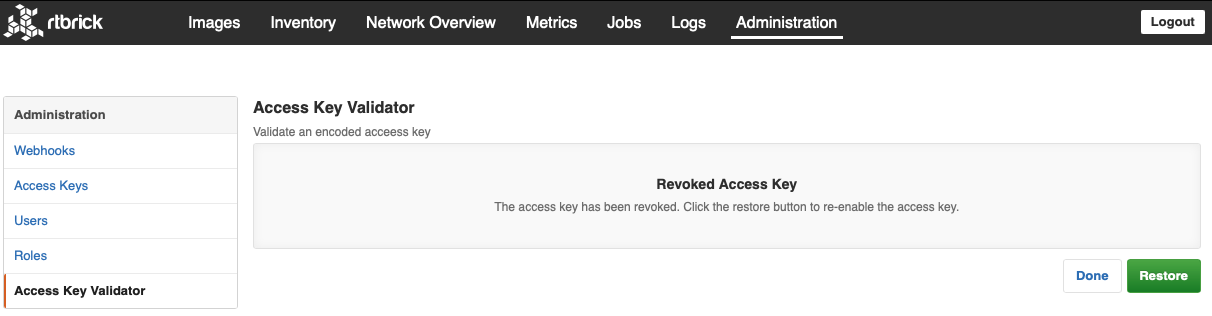 rtbrick Images Inventory Network Overview Metrics Jobs Logs Administration Logout
Administration
Webhooks
Access Keys
Users
Roles
Access Key Validator
Access Key Validator
Validate an encoded acceess key
Revoked Access Key
The access key has been revoked. Click the restore button to re-enable the access key.
Done Restore